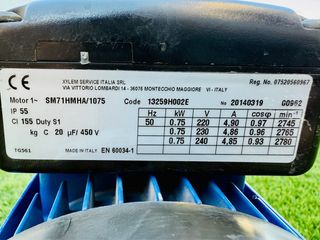 CE
XYLEM SERVICE ITALIA SRL
VIA VITTORIO LOMBARDI 14 - 36075 MONTECCHIO MAGGIORE VI - ITALY
Reg. No. 07520560967
Motor 1~ SM71HMHA/1075 Code 13259H002E No 20140319 G0962
IP 55
Cl 155 Duty S1
kg C 20 µF/ 450 V
Hz kW V A cosφ min⁻¹
50 0.75 220 4,90 0.97 2745
0.75 230 4,86 0.96 2765
0.75 240 4,85 0.93 2780
TG561 Made in ITALY EN 60034-1